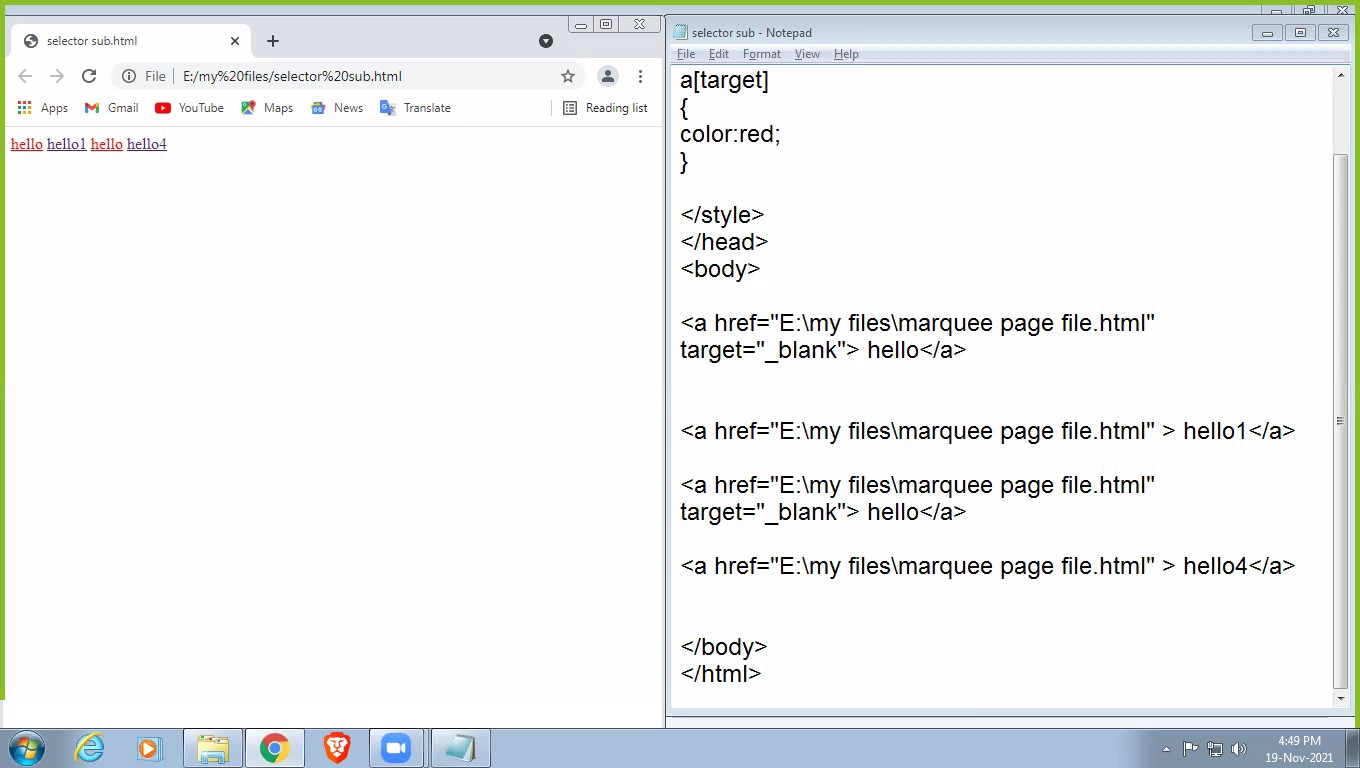 selector sub.html
File E:/my%20files/selector%20sub.html
Apps Gmail YouTube Maps News Translate Reading list
hello hello1 hello hello4
selector sub - Notepad
File Edit Format View Help
a[target]
{
color:red;
}
</style>
</head>
<body>
<a href="E:\my files\marquee page file.html"
target="_blank"> hello</a>
<a href="E:\my files\marquee page file.html" > hello1</a>
<a href="E:\my files\marquee page file.html"
target="_blank"> hello</a>
<a href="E:\my files\marquee page file.html" > hello4</a>
</body>
</html>
4:49 PM
19-Nov-2021